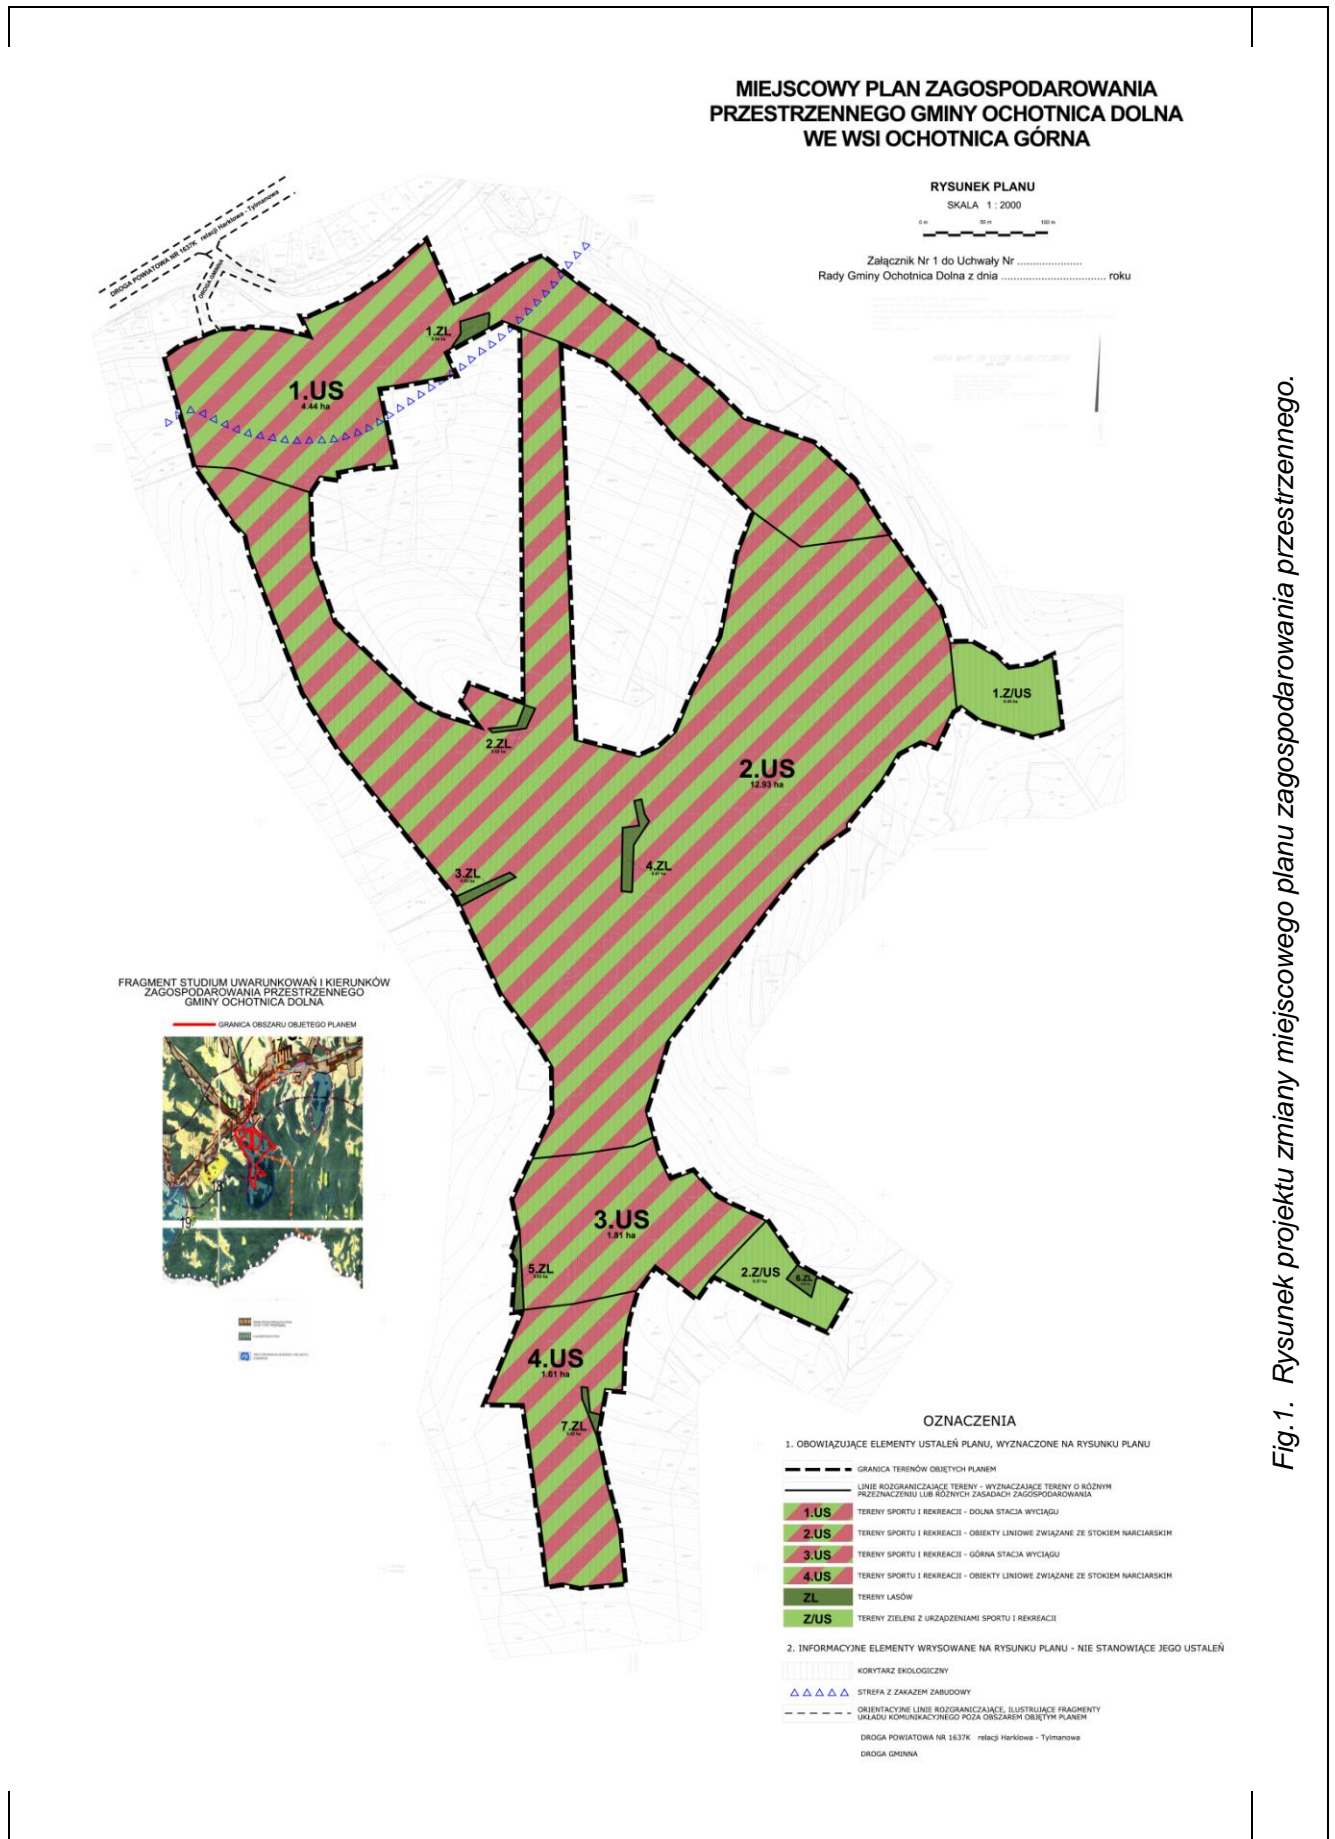 MIEJSCOWY PLAN ZAGOSPODAROWANIA
PRZESTRZENNEGO GMINY OCHOTNICA DOLNA
WE WSI OCHOTNICA GÓRNA
RYSUNEK PLANU
SKALA 1 : 2000
0 m 50 m 100 m
Załącznik Nr 1 do Uchwały Nr .....................
Rady Gminy Ochotnica Dolna z dnia .................................. roku
DROGA POWIATOWA NR 1637K relacji Harklowa - Tylmanowa
DROGA GMINNA
1.ZL
1.US
4.44 ha
1.Z/US
2.ZL
2.US
12.93 ha
3.ZL
4.ZL
FRAGMENT STUDIUM UWARUNKOWAŃ I KIERUNKÓW
ZAGOSPODAROWANIA PRZESTRZENNEGO
GMINY OCHOTNICA DOLNA
GRANICA OBSZARU OBJETEGO PLANEM
19
3.US
1.81 ha
5.ZL
2.Z/US
6.ZL
4.US
1.61 ha
7.ZL
OZNACZENIA
1. OBOWIĄZUJĄCE ELEMENTY USTALEŃ PLANU, WYZNACZONE NA RYSUNKU PLANU
GRANICA TERENÓW OBJĘTYCH PLANEM
LINIE ROZGRANICZAJĄCE TERENY - WYZNACZAJĄCE TERENY O RÓŻNYM
PRZEZNACZENIU LUB RÓŻNYCH ZASADACH ZAGOSPODAROWANIA
1.US TERENY SPORTU I REKREACJI - DOLNA STACJA WYCIĄGU
2.US TERENY SPORTU I REKREACJI - OBIEKTY LINIOWE ZWIĄZANE ZE STOKIEM NARCIARSKIM
3.US TERENY SPORTU I REKREACJI - GÓRNA STACJA WYCIĄGU
4.US TERENY SPORTU I REKREACJI - OBIEKTY LINIOWE ZWIĄZANE ZE STOKIEM NARCIARSKIM
ZL TERENY LASÓW
Z/US TERENY ZIELENI Z URZĄDZENIAMI SPORTU I REKREACJI
2. INFORMACYJNE ELEMENTY WRYSOWANE NA RYSUNKU PLANU - NIE STANOWIĄCE JEGO USTALEŃ
KORYTARZ EKOLOGICZNY
STREFA Z ZAKAZEM ZABUDOWY
ORIENTACYJNE LINIE ROZGRANICZAJĄCE, ILUSTRUJĄCE FRAGMENTY
UKŁADU KOMUNIKACYJNEGO POZA OBSZAREM OBJĘTYM PLANEM
DROGA POWIATOWA NR 1637K relacji Harklowa - Tylmanowa
DROGA GMINNA
Fig.1. Rysunek projektu zmiany miejscowego planu zagospodarowania przestrzennego.